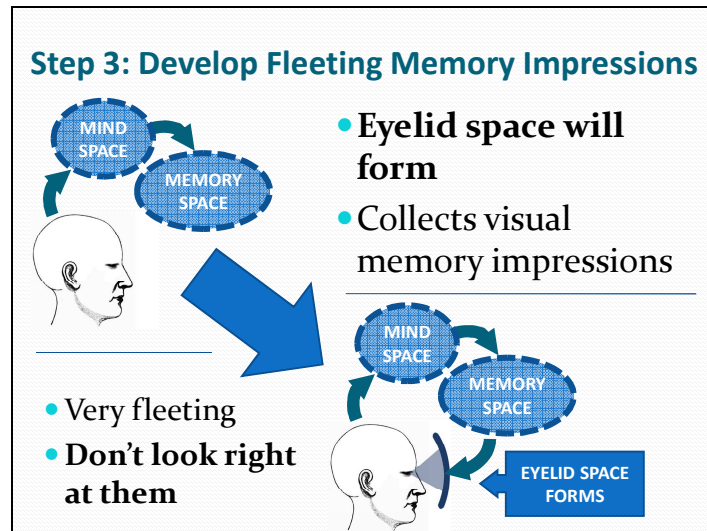 Step 3: Develop Fleeting Memory Impressions
MIND
SPACE
MEMORY
SPACE
• Eyelid space will
form
• Collects visual
memory impressions
• Very fleeting
• Don’t look right
at them
MIND
SPACE
MEMORY
SPACE
EYELID SPACE
FORMS